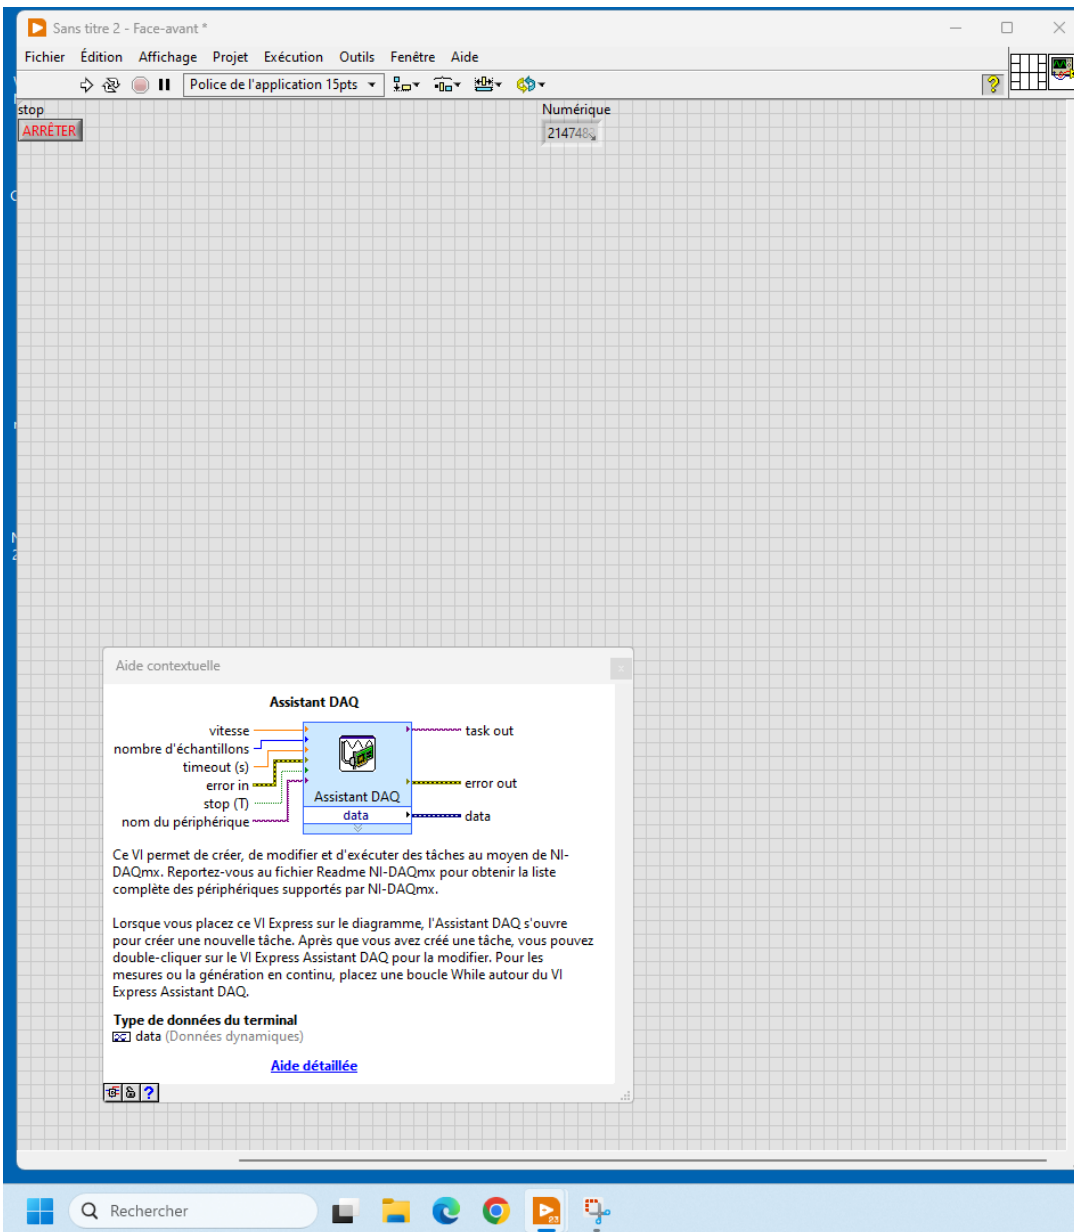 Sans titre 2 - Face-avant *
Fichier Édition Affichage Projet Exécution Outils Fenêtre Aide
Police de l'application 15pts
stop
ARRÊTER
Numérique
214748
Aide contextuelle
Assistant DAQ
vitesse
nombre d'échantillons
timeout (s)
error in
stop (T)
nom du périphérique
Assistant DAQ
data
task out
error out
data
Ce VI permet de créer, de modifier et d'exécuter des tâches au moyen de NI-
DAQmx. Reportez-vous au fichier Readme NI-DAQmx pour obtenir la liste
complète des périphériques supportés par NI-DAQmx.
Lorsque vous placez ce VI Express sur le diagramme, l'Assistant DAQ s'ouvre
pour créer une nouvelle tâche. Après que vous avez créé une tâche, vous pouvez
double-cliquer sur le VI Express Assistant DAQ pour la modifier. Pour les
mesures ou la génération en continu, placez une boucle While autour du VI
Express Assistant DAQ.
Type de données du terminal
data (Données dynamiques)
Aide détaillée
Rechercher